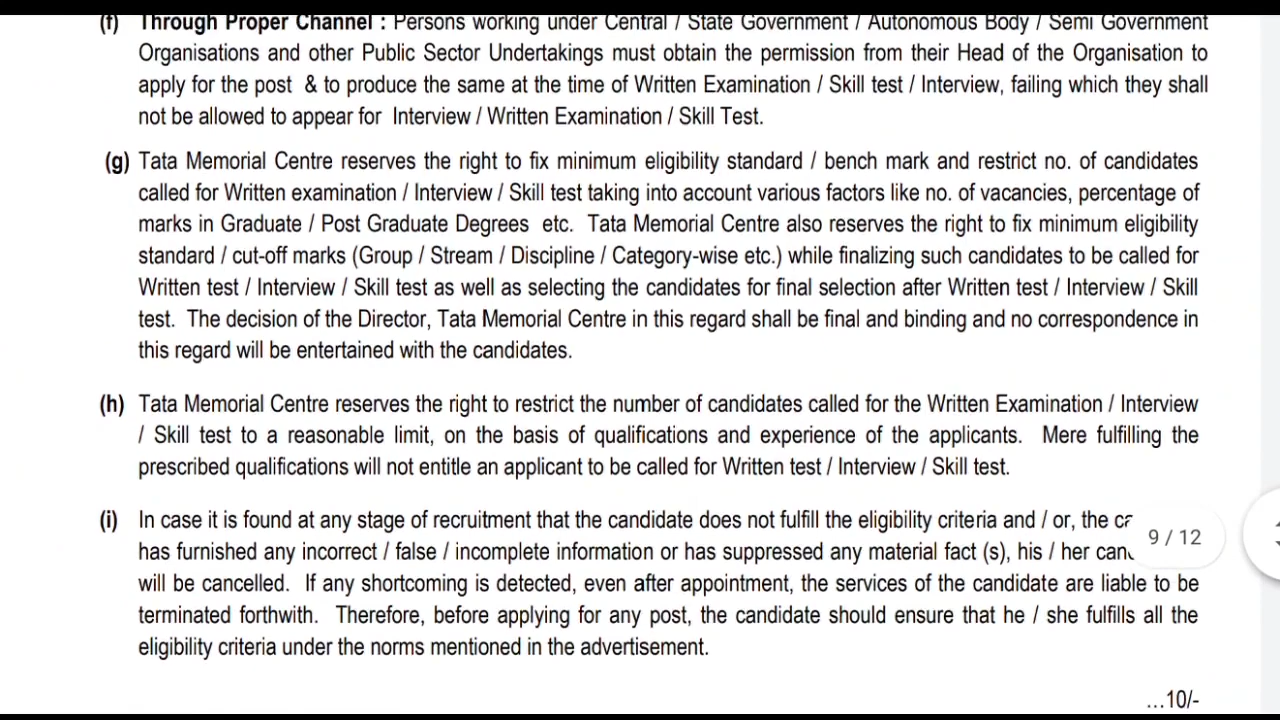 (f) Through Proper Channel : Persons working under Central / State Government / Autonomous Body / Semi Government
Organisations and other Public Sector Undertakings must obtain the permission from their Head of the Organisation to
apply for the post & to produce the same at the time of Written Examination / Skill test / Interview, failing which they shall
not be allowed to appear for Interview / Written Examination / Skill Test.
(g) Tata Memorial Centre reserves the right to fix minimum eligibility standard / bench mark and restrict no. of candidates
called for Written examination / Interview / Skill test taking into account various factors like no. of vacancies, percentage of
marks in Graduate / Post Graduate Degrees etc. Tata Memorial Centre also reserves the right to fix minimum eligibility
standard / cut-off marks (Group / Stream / Discipline / Category-wise etc.) while finalizing such candidates to be called for
Written test / Interview / Skill test as well as selecting the candidates for final selection after Written test / Interview / Skill
test. The decision of the Director, Tata Memorial Centre in this regard shall be final and binding and no correspondence in
this regard will be entertained with the candidates.
(h) Tata Memorial Centre reserves the right to restrict the number of candidates called for the Written Examination / Interview
/ Skill test to a reasonable limit, on the basis of qualifications and experience of the applicants. Mere fulfilling the
prescribed qualifications will not entitle an applicant to be called for Written test / Interview / Skill test.
(i) In case it is found at any stage of recruitment that the candidate does not fulfill the eligibility criteria and / or, the
9 / 12
has furnished any incorrect / false / incomplete information or has suppressed any material fact (s), his / her
will be cancelled. If any shortcoming is detected, even after appointment, the services of the candidate are liable to be
terminated forthwith. Therefore, before applying for any post, the candidate should ensure that he / she fulfills all the
eligibility criteria under the norms mentioned in the advertisement.
...10/-